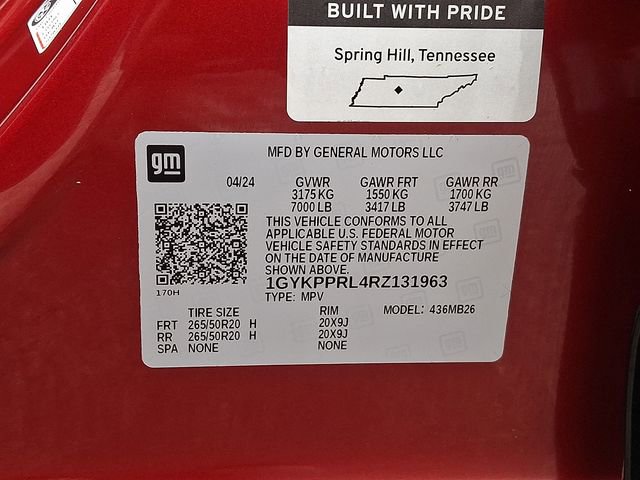 BUILT WITH PRIDE
Spring Hill, Tennessee
gm
MFD BY GENERAL MOTORS LLC
04/24 GVWR GAWR FRT GAWR RR
3175 KG 1550 KG 1700 KG
7000 LB 3417 LB 3747 LB
THIS VEHICLE CONFORMS TO ALL
APPLICABLE U.S. FEDERAL MOTOR
VEHICLE SAFETY STANDARDS IN EFFECT
ON THE DATE OF MANUFACTURE
SHOWN ABOVE.
170H
1GYKPPRL4RZ131963
TYPE: MPV
TIRE SIZE RIM MODEL: 436MB26
FRT 265/50R20 H 20X9J
RR 265/50R20 H 20X9J
SPA NONE NONE